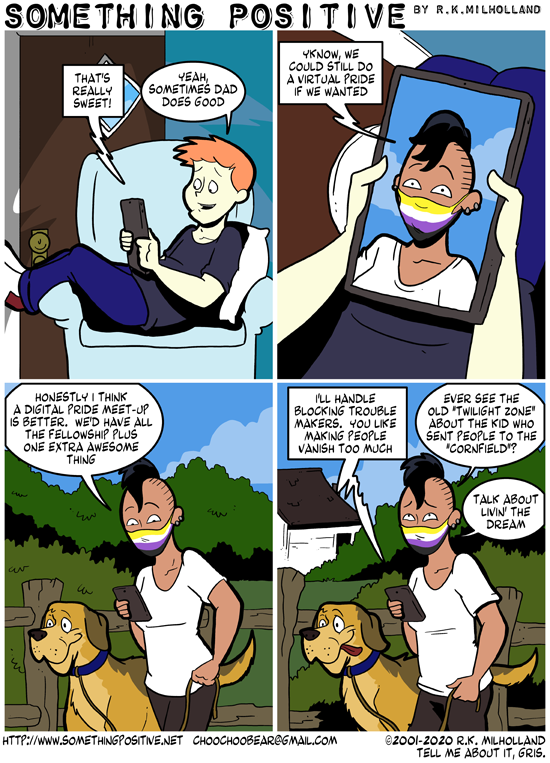 SOMETHING POSITIVE BY R.K.MILHOLLAND
THAT'S
REALLY
SWEET!
YEAH,
SOMETIMES DAD
DOES GOOD
YKNOW, WE
COULD STILL DO
A VIRTUAL PRIDE
IF WE WANTED
HONESTLY I THINK
A DIGITAL PRIDE MEET-UP
IS BETTER. WE'D HAVE ALL
THE FELLOWSHIP PLUS
ONE EXTRA AWESOME
THING
I'LL HANDLE
BLOCKING TROUBLE
MAKERS. YOU LIKE
MAKING PEOPLE
VANISH TOO MUCH
EVER SEE THE
OLD "TWILIGHT ZONE"
ABOUT THE KID WHO
SENT PEOPLE TO THE
"CORNFIELD"?
TALK ABOUT
LIVIN' THE
DREAM
HTTP://WWW.SOMETHINGPOSITIVE.NET CHOOCHOOBEAR@GMAIL.COM
©2001-2020 R.K. MILHOLLAND
TELL ME ABOUT IT, GRIS.